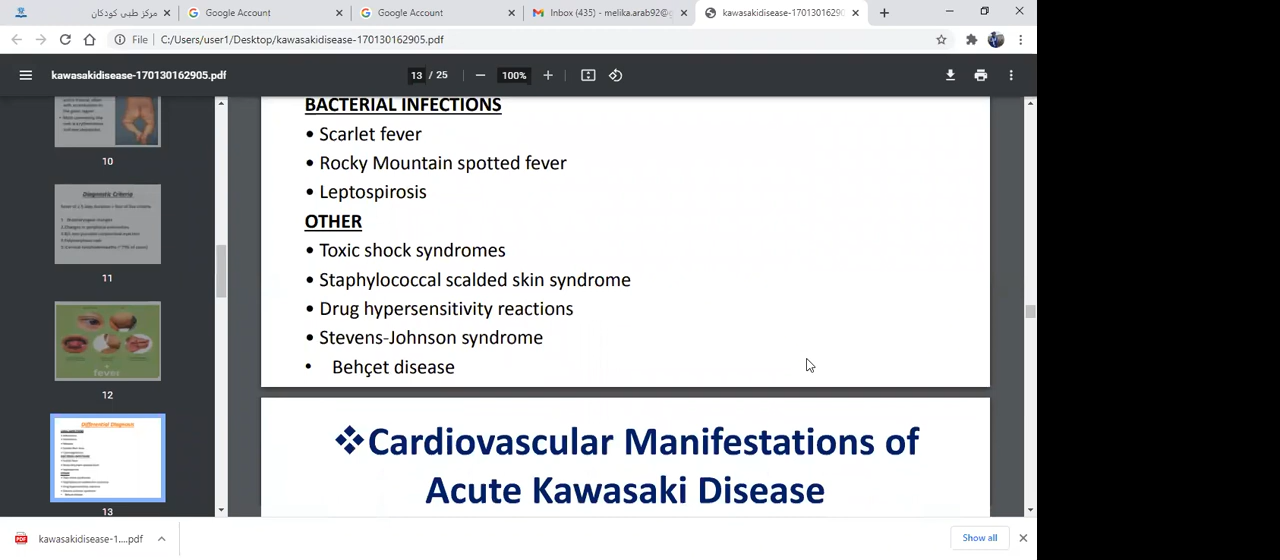 مرکز طبی کودکان
Google Account
Google Account
Inbox (435) - melika.arab92@g
kawasakidisease-17013016290
File
C:/Users/user1/Desktop/kawasakidisease-170130162905.pdf
kawasakidisease-170130162905.pdf
13 / 25
100%
10
Diagnostic Criteria
11
fever
12
Differential Diagnosis
13
BACTERIAL INFECTIONS
• Scarlet fever
• Rocky Mountain spotted fever
• Leptospirosis
OTHER
• Toxic shock syndromes
• Staphylococcal scalded skin syndrome
• Drug hypersensitivity reactions
• Stevens-Johnson syndrome
• Behçet disease
❖Cardiovascular Manifestations of
Acute Kawasaki Disease
kawasakidisease-1....pdf
Show all